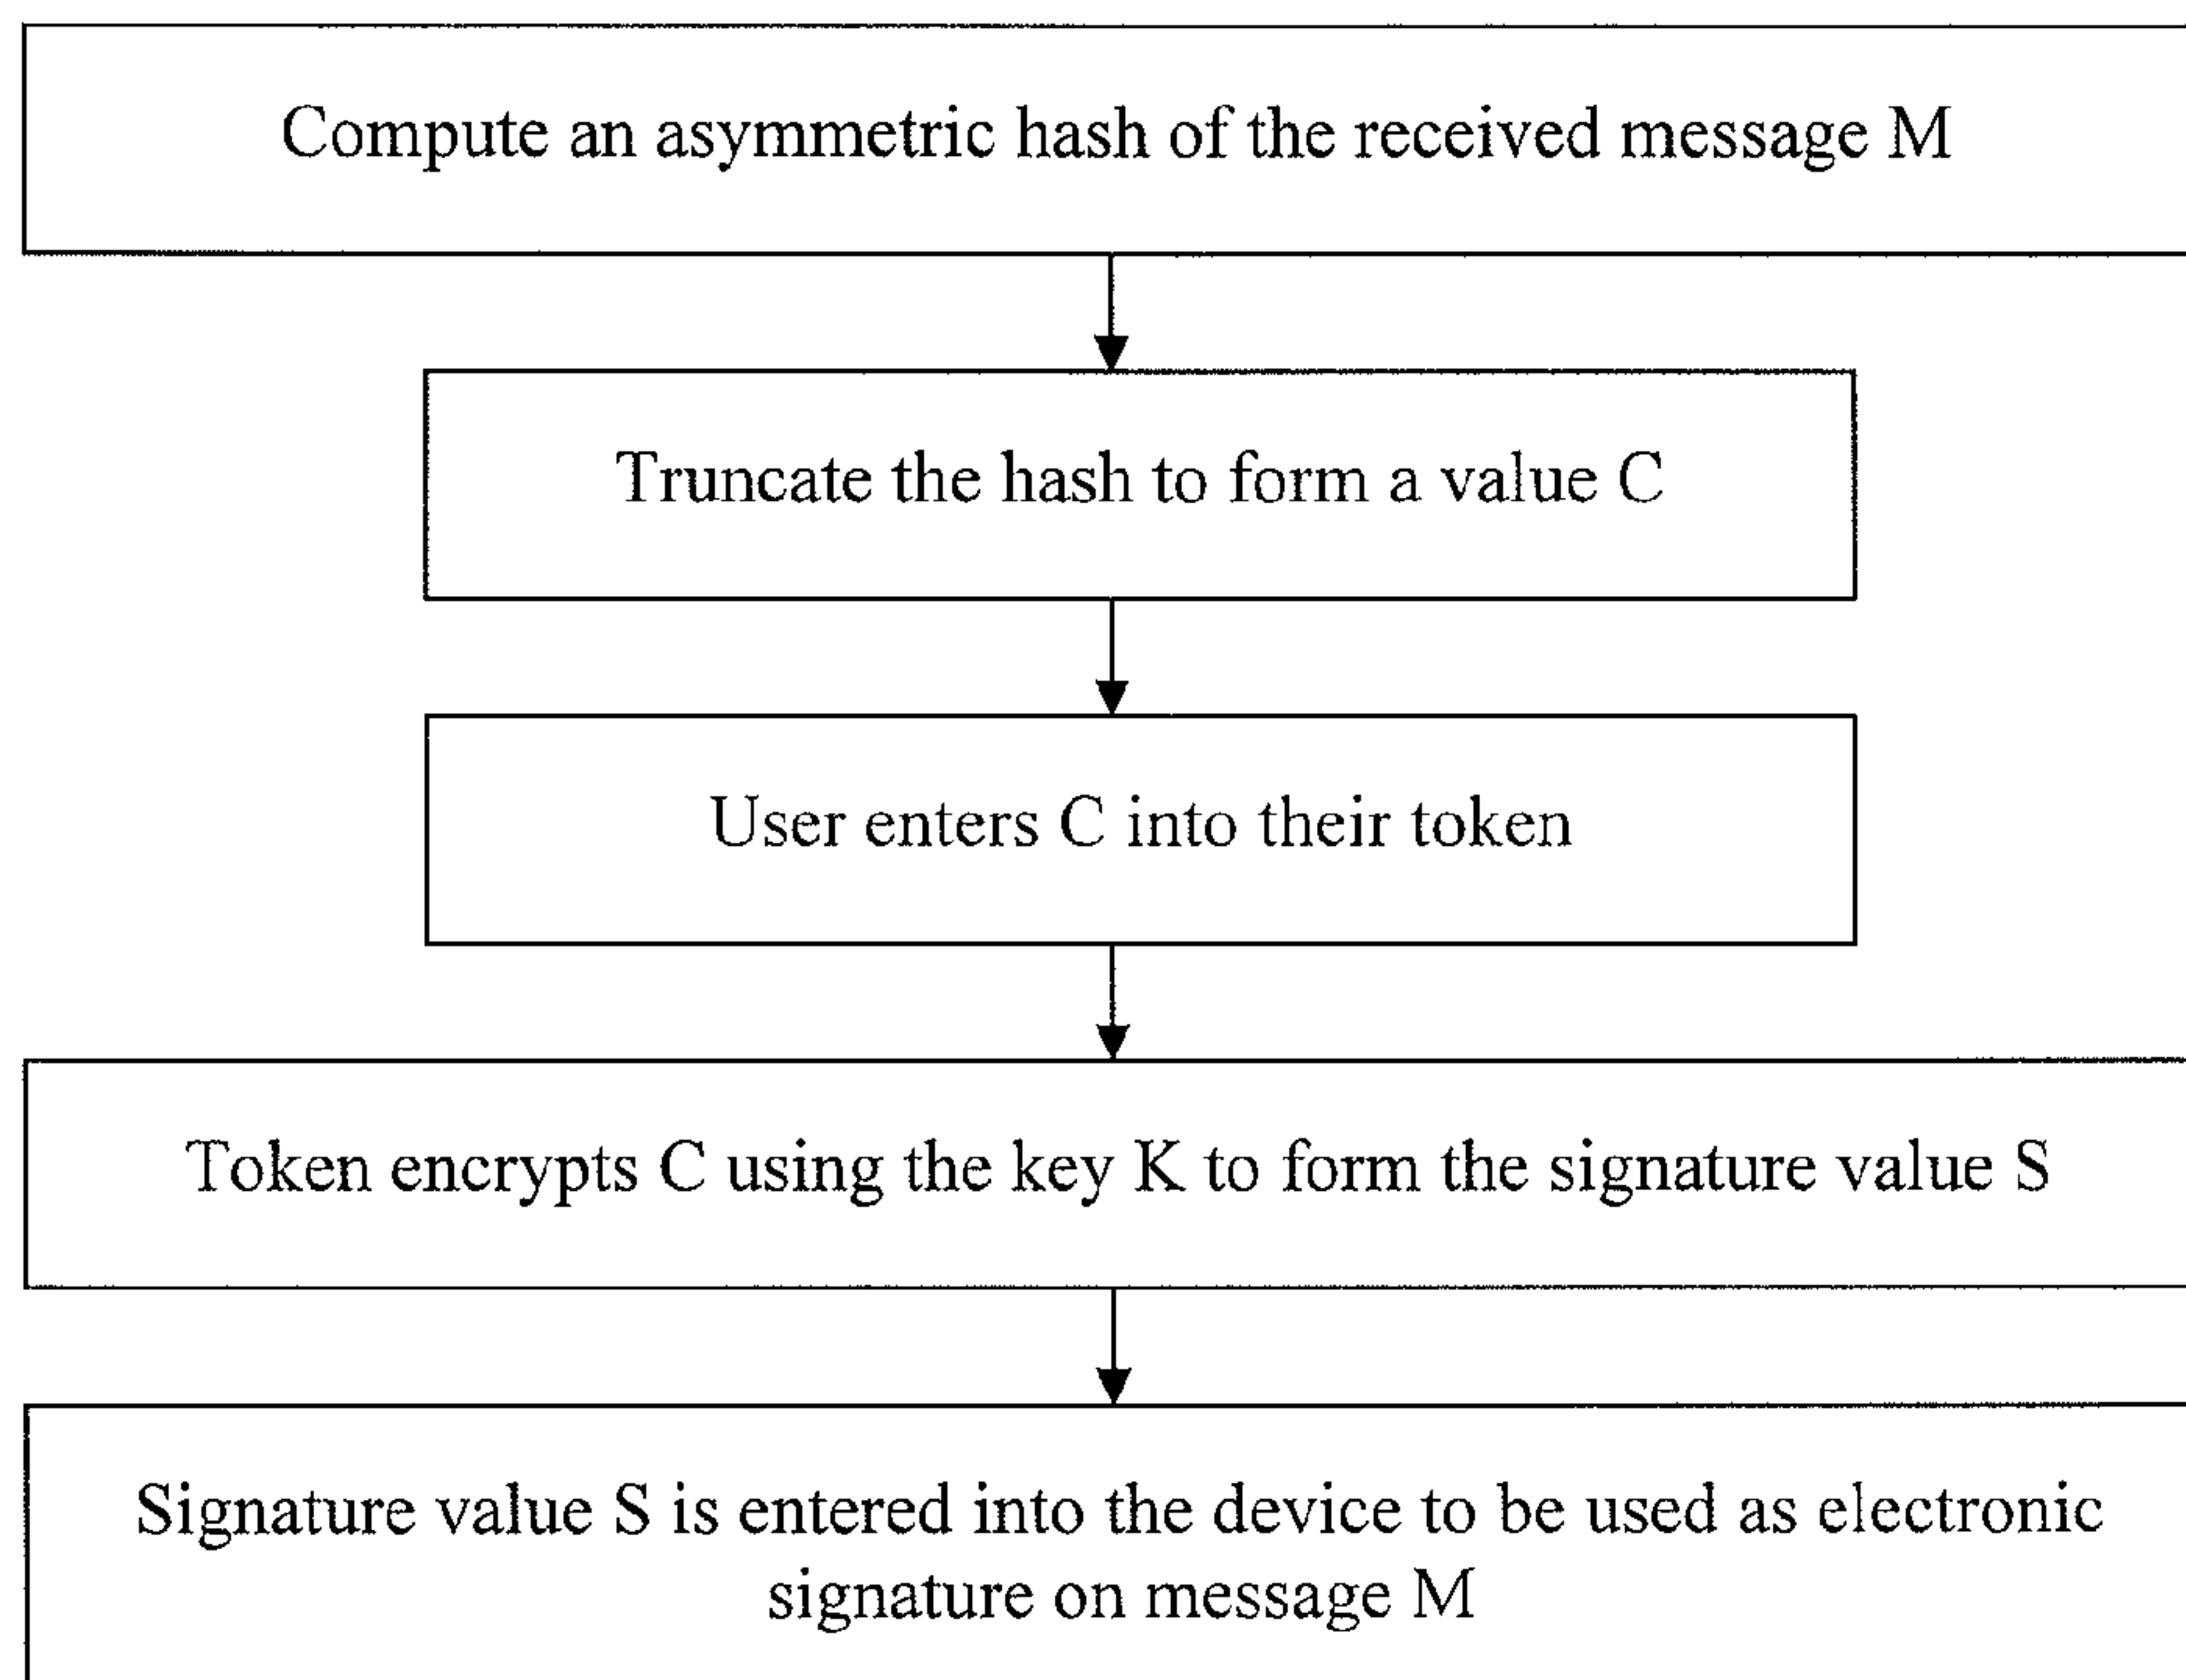 Compute an asymmetric hash of the received message M
Truncate the hash to form a value C
User enters C into their token
Token encrypts C using the key K to form the signature value S
Signature value S is entered into the device to be used as electronic
signature on message M